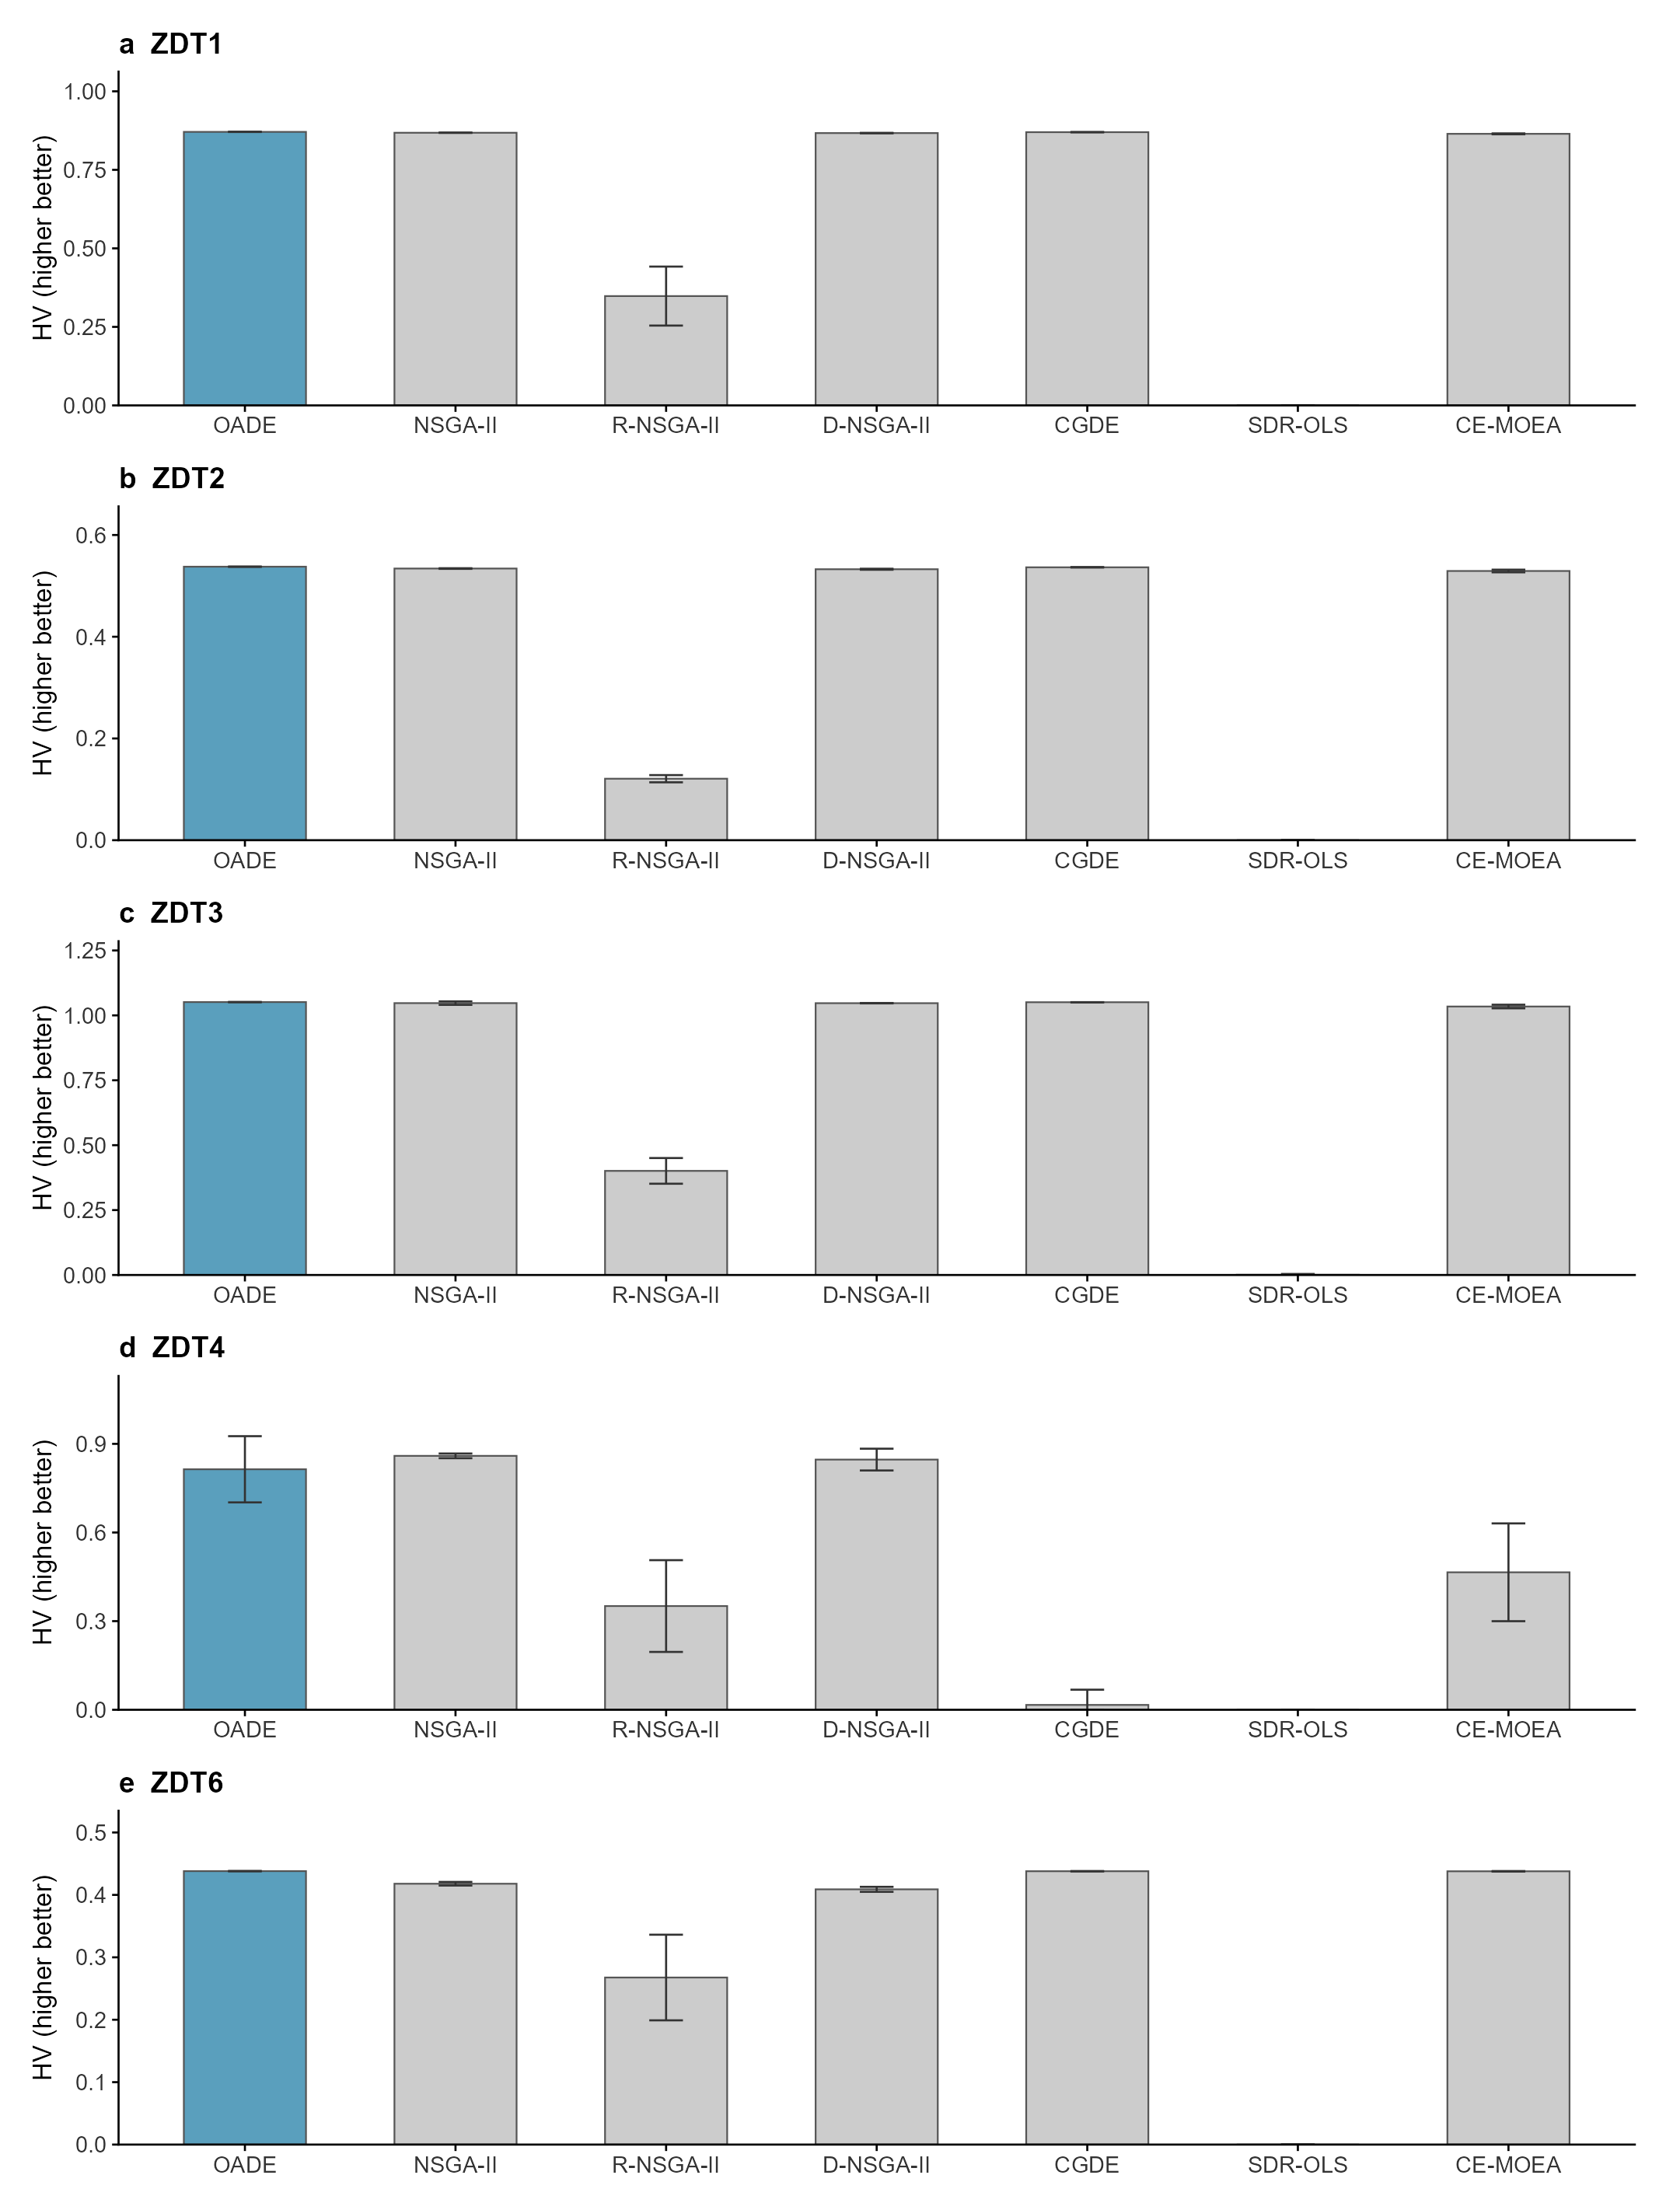 a ZDT1
HV (higher better)
1.00
0.75
0.50
0.25
0.00
OADE NSGA-II R-NSGA-II D-NSGA-II CGDE SDR-OLS CE-MOEA
b ZDT2
HV (higher better)
0.6
0.4
0.2
0.0
OADE NSGA-II R-NSGA-II D-NSGA-II CGDE SDR-OLS CE-MOEA
c ZDT3
HV (higher better)
1.25
1.00
0.75
0.50
0.25
0.00
OADE NSGA-II R-NSGA-II D-NSGA-II CGDE SDR-OLS CE-MOEA
d ZDT4
HV (higher better)
0.9
0.6
0.3
0.0
OADE NSGA-II R-NSGA-II D-NSGA-II CGDE SDR-OLS CE-MOEA
e ZDT6
HV (higher better)
0.5
0.4
0.3
0.2
0.1
0.0
OADE NSGA-II R-NSGA-II D-NSGA-II CGDE SDR-OLS CE-MOEA